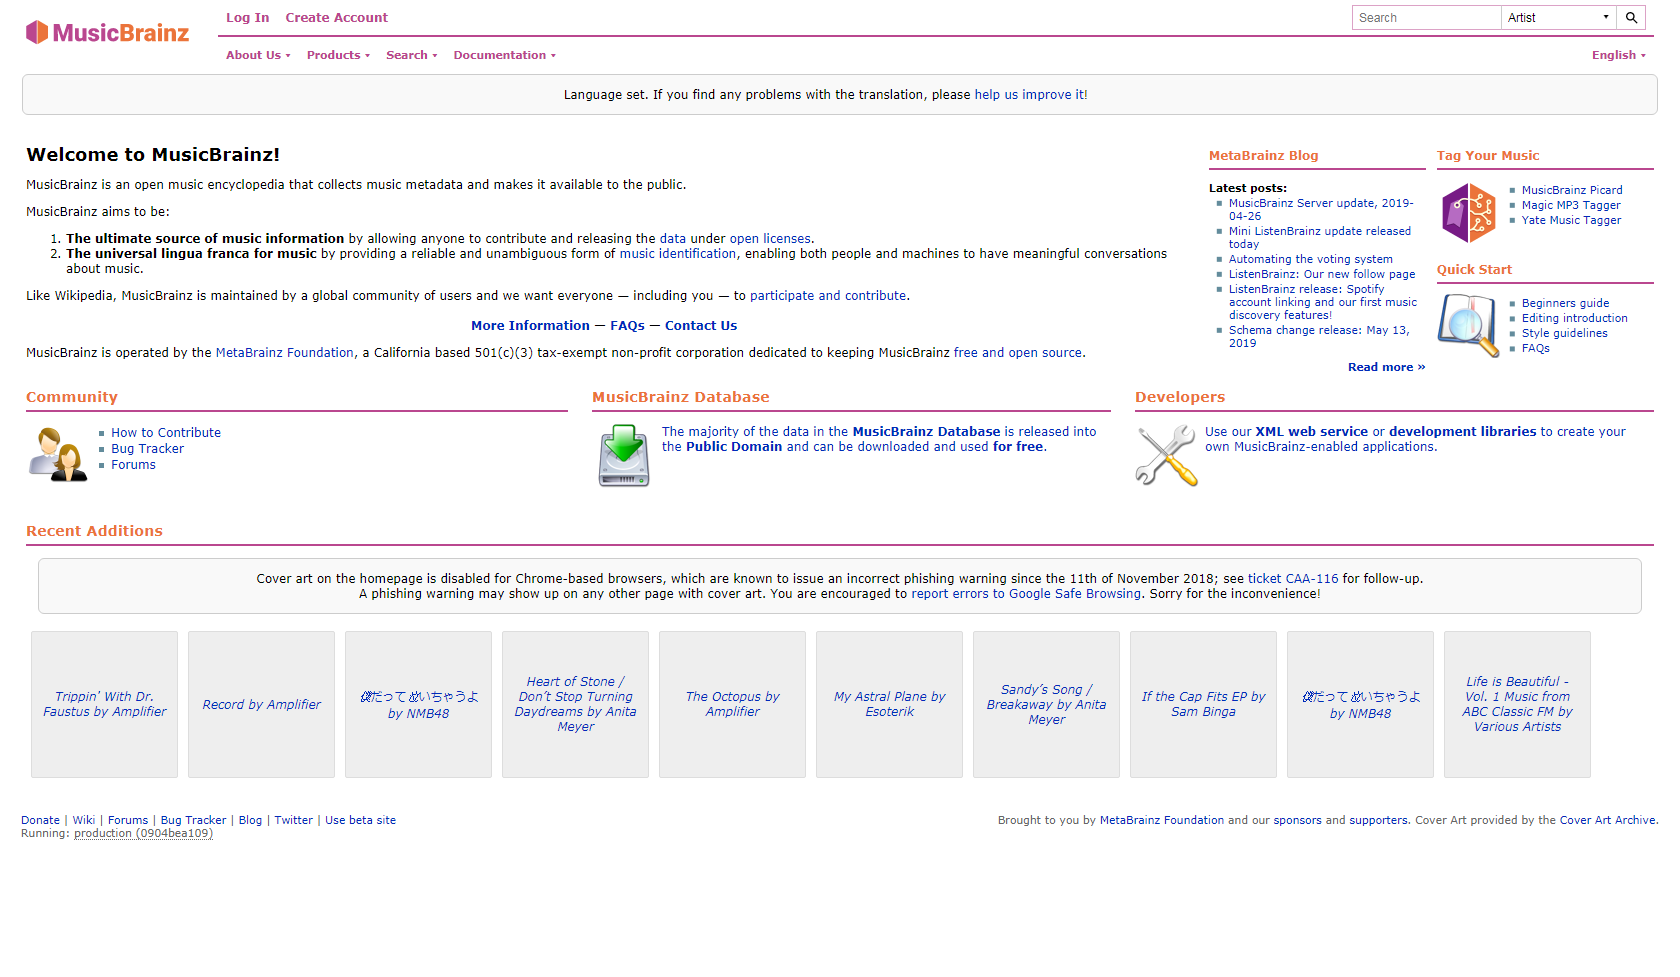 MusicBrainz
Log In Create Account
Search Artist
About Us Products Search Documentation
English
Language set. If you find any problems with the translation, please help us improve it!
Welcome to MusicBrainz!
MusicBrainz is an open music encyclopedia that collects music metadata and makes it available to the public.
MusicBrainz aims to be:
1. The ultimate source of music information by allowing anyone to contribute and releasing the data under open licenses.
2. The universal lingua franca for music by providing a reliable and unambiguous form of music identification, enabling both people and machines to have meaningful conversations
about music.
Like Wikipedia, MusicBrainz is maintained by a global community of users and we want everyone — including you — to participate and contribute.
More Information — FAQs — Contact Us
MusicBrainz is operated by the MetaBrainz Foundation, a California based 501(c)(3) tax-exempt non-profit corporation dedicated to keeping MusicBrainz free and open source.
MetaBrainz Blog
Latest posts:
MusicBrainz Server update, 2019-
04-26
Mini ListenBrainz update released
today
Automating the voting system
ListenBrainz: Our new follow page
ListenBrainz release: Spotify
account linking and our first music
discovery features!
Schema change release: May 13,
2019
Read more »
Tag Your Music
MusicBrainz Picard
Magic MP3 Tagger
Yate Music Tagger
Quick Start
Beginners guide
Editing introduction
Style guidelines
FAQs
Community
How to Contribute
Bug Tracker
Forums
MusicBrainz Database
The majority of the data in the MusicBrainz Database is released into
the Public Domain and can be downloaded and used for free.
Developers
Use our XML web service or development libraries to create your
own MusicBrainz-enabled applications.
Recent Additions
Cover art on the homepage is disabled for Chrome-based browsers, which are known to issue an incorrect phishing warning since the 11th of November 2018; see ticket CAA-116 for follow-up.
A phishing warning may show up on any other page with cover art. You are encouraged to report errors to Google Safe Browsing. Sorry for the inconvenience!
Trippin' With Dr.
Faustus by Amplifier
Record by Amplifier
僕だって泣いちゃうよ
by NMB48
Heart of Stone /
Don't Stop Turning
Daydreams by Anita
Meyer
The Octopus by
Amplifier
My Astral Plane by
Esoterik
Sandy's Song /
Breakaway by Anita
Meyer
If the Cap Fits EP by
Sam Binga
僕だって泣いちゃうよ
by NMB48
Life is Beautiful -
Vol. 1 Music from
ABC Classic FM by
Various Artists
Donate | Wiki | Forums | Bug Tracker | Blog | Twitter | Use beta site
Running: production (0904bea109)
Brought to you by MetaBrainz Foundation and our sponsors and supporters. Cover Art provided by the Cover Art Archive.